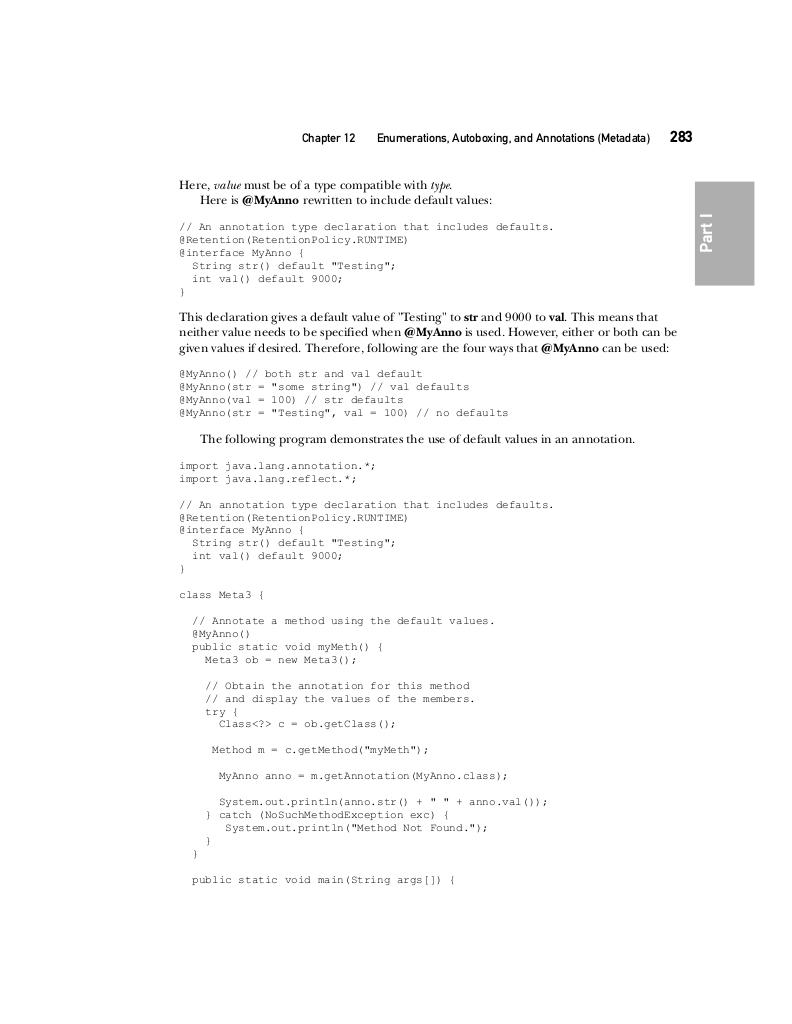 Chapter 12 Enumerations, Autoboxing, and Annotations (Metadata) 283
Part I
Here, value must be of a type compatible with type.
Here is @MyAnno rewritten to include default values:
// An annotation type declaration that includes defaults.
@Retention(RetentionPolicy.RUNTIME)
@interface MyAnno {
  String str() default "Testing";
  int val() default 9000;
}
This declaration gives a default value of "Testing" to str and 9000 to val. This means that
neither value needs to be specified when @MyAnno is used. However, either or both can be
given values if desired. Therefore, following are the four ways that @MyAnno can be used:
@MyAnno() // both str and val default
@MyAnno(str = "some string") // val defaults
@MyAnno(val = 100) // str defaults
@MyAnno(str = "Testing", val = 100) // no defaults
The following program demonstrates the use of default values in an annotation.
import java.lang.annotation.*;
import java.lang.reflect.*;
// An annotation type declaration that includes defaults.
@Retention(RetentionPolicy.RUNTIME)
@interface MyAnno {
  String str() default "Testing";
  int val() default 9000;
}
class Meta3 {
  // Annotate a method using the default values.
  @MyAnno()
  public static void myMeth() {
    Meta3 ob = new Meta3();
    // Obtain the annotation for this method
    // and display the values of the members.
    try {
      Class<?> c = ob.getClass();
     Method m = c.getMethod("myMeth");
      MyAnno anno = m.getAnnotation(MyAnno.class);
      System.out.println(anno.str() + " " + anno.val());
    } catch (NoSuchMethodException exc) {
       System.out.println("Method Not Found.");
    }
  }
  public static void main(String args[]) {